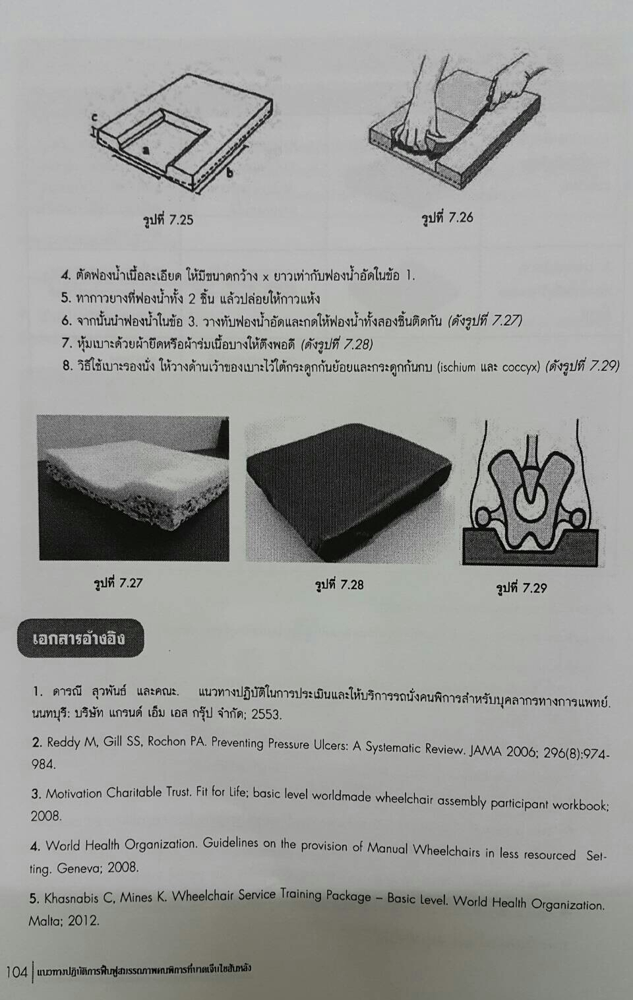 c
a
b
รูปที่ 7.25
รูปที่ 7.26
4. ตัดฟองน้ำเนื้อละเอียด ให้มีขนาดกว้าง x ยาวเท่ากับฟองน้ำอัดในข้อ 1.
5. ทากาวยางที่ฟองน้ำทั้ง 2 ชิ้น แล้วปล่อยให้กาวแห้ง
6. จากนั้นนำฟองน้ำในข้อ 3. วางทับฟองน้ำอัดและกดให้ฟองน้ำทั้งสองชิ้นติดกัน (ดังรูปที่ 7.27)
7. หุ้มเบาะด้วยผ้ายืดหรือผ้าร่มเนื้อบางให้ตึงพอดี (ดังรูปที่ 7.28)
8. วิธีใช้เบาะรองนั่ง ให้วางด้านเว้าของเบาะไว้ใต้กระดูกก้นย้อยและกระดูกก้นกบ (ischium และ coccyx) (ดังรูปที่ 7.29)
รูปที่ 7.27
รูปที่ 7.28
รูปที่ 7.29
เอกสารอ้างอิง
1. ดารณี สุวพันธ์ และคณะ. แนวทางปฏิบัติในการประเมินและให้บริการรถนั่งคนพิการสำหรับบุคลากรทางการแพทย์.
นนทบุรี: บริษัท แกรนด์ เอ็ม เอส กรุ๊ป จำกัด; 2553.
2. Reddy M, Gill SS, Rochon PA. Preventing Pressure Ulcers: A Systematic Review. JAMA 2006; 296(8):974-
984.
3. Motivation Charitable Trust. Fit for Life; basic level worldmade wheelchair assembly participant workbook;
2008.
4. World Health Organization. Guidelines on the provision of Manual Wheelchairs in less resourced Set-
ting. Geneva; 2008.
5. Khasnabis C, Mines K. Wheelchair Service Training Package – Basic Level. World Health Organization.
Malta; 2012.
104 แนวทางปฏิบัติการฟื้นฟูสมรรถภาพคนพิการที่บาดเจ็บไขสันหลัง